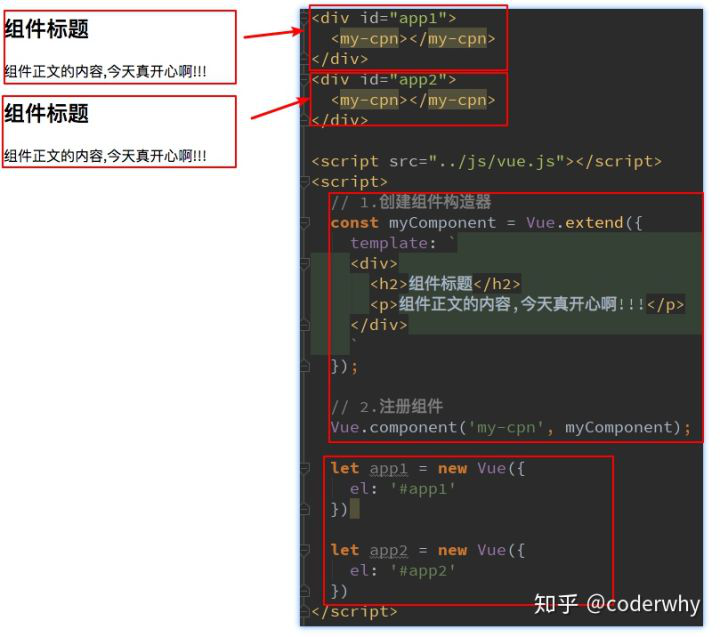 组件标题
组件正文的内容,今天真开心啊!!!
组件标题
组件正文的内容,今天真开心啊!!!
<div id="app1">
<my-cpn></my-cpn>
</div>
<div id="app2">
<my-cpn></my-cpn>
</div>
<script src="../js/vue.js"></script>
<script>
// 1.创建组件构造器
const myComponent = Vue.extend({
template: `
<div>
<h2>组件标题</h2>
<p>组件正文的内容,今天真开心啊!!!</p>
</div>
`
});
// 2.注册组件
Vue.component('my-cpn', myComponent);
let app1 = new Vue({
el: '#app1'
})
let app2 = new Vue({
el: '#app2'
})
</script>
知乎 @coderwhy